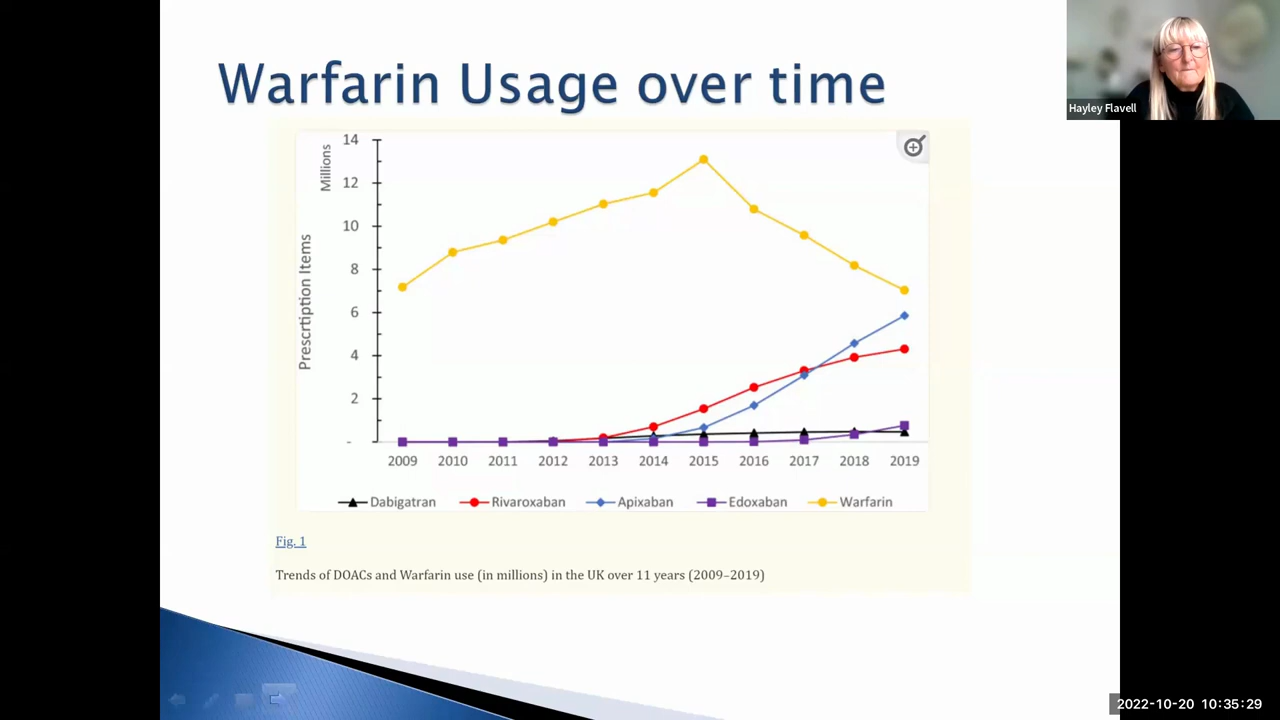 Warfarin Usage over time
Hayley Flavell
Millions
Prescrtiption Items
14
12
10
8
6
4
2
-
2009 2010 2011 2012 2013 2014 2015 2016 2017 2018 2019
Dabigatran Rivaroxaban Apixaban Edoxaban Warfarin
Fig. 1
Trends of DOACs and Warfarin use (in millions) in the UK over 11 years (2009–2019)
2022-10-20 10:35:29